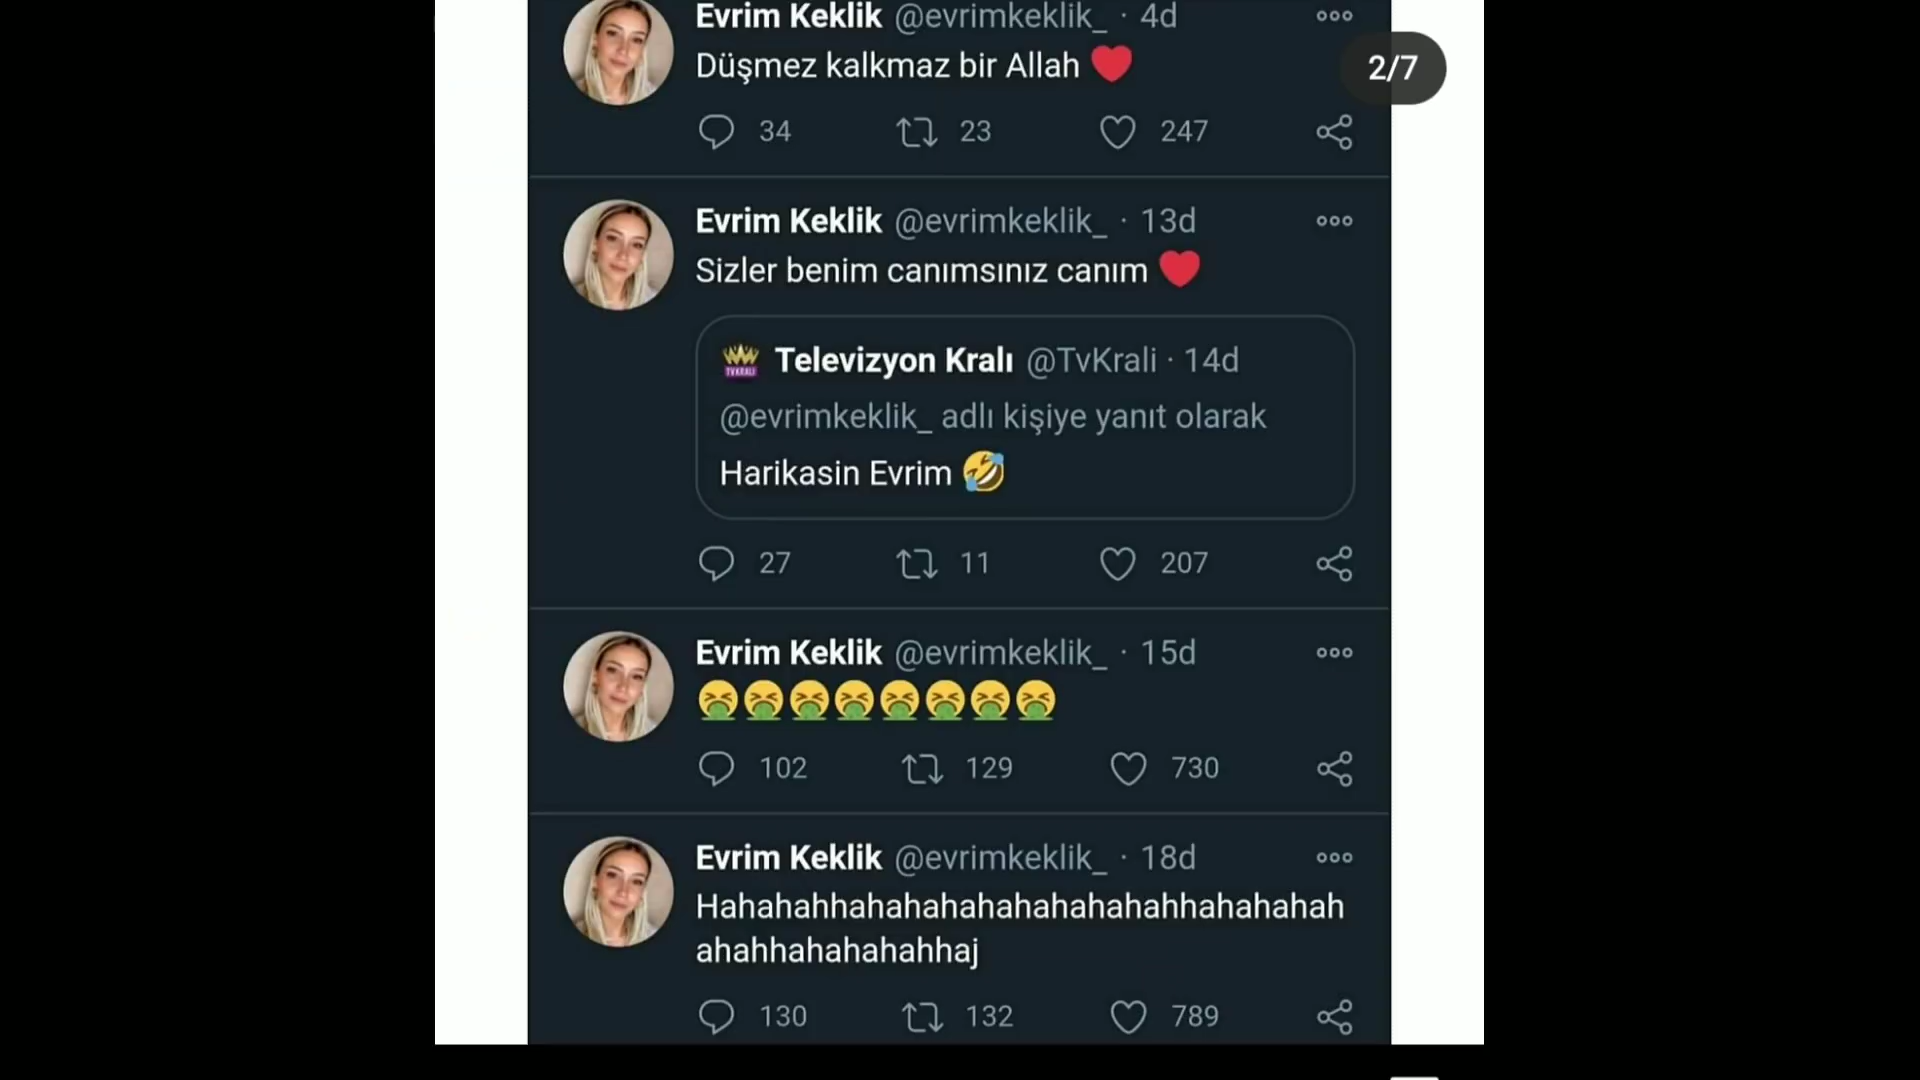 Evrim Keklik @evrimkeklik_ · 4d
Düşmez kalkmaz bir Allah ❤️
2/7
34 23 247
Evrim Keklik @evrimkeklik_ · 13d
Sizler benim canımsınız canım ❤️
TVKRALI Televizyon Kralı @TvKrali · 14d
@evrimkeklik_ adlı kişiye yanıt olarak
Harikasin Evrim 🤣
27 11 207
Evrim Keklik @evrimkeklik_ · 15d
🤮🤮🤮🤮🤮🤮🤮🤮
102 129 730
Evrim Keklik @evrimkeklik_ · 18d
Hahahahhahahahahahahahahahhahahahah
ahahhahahahahhaj
130 132 789